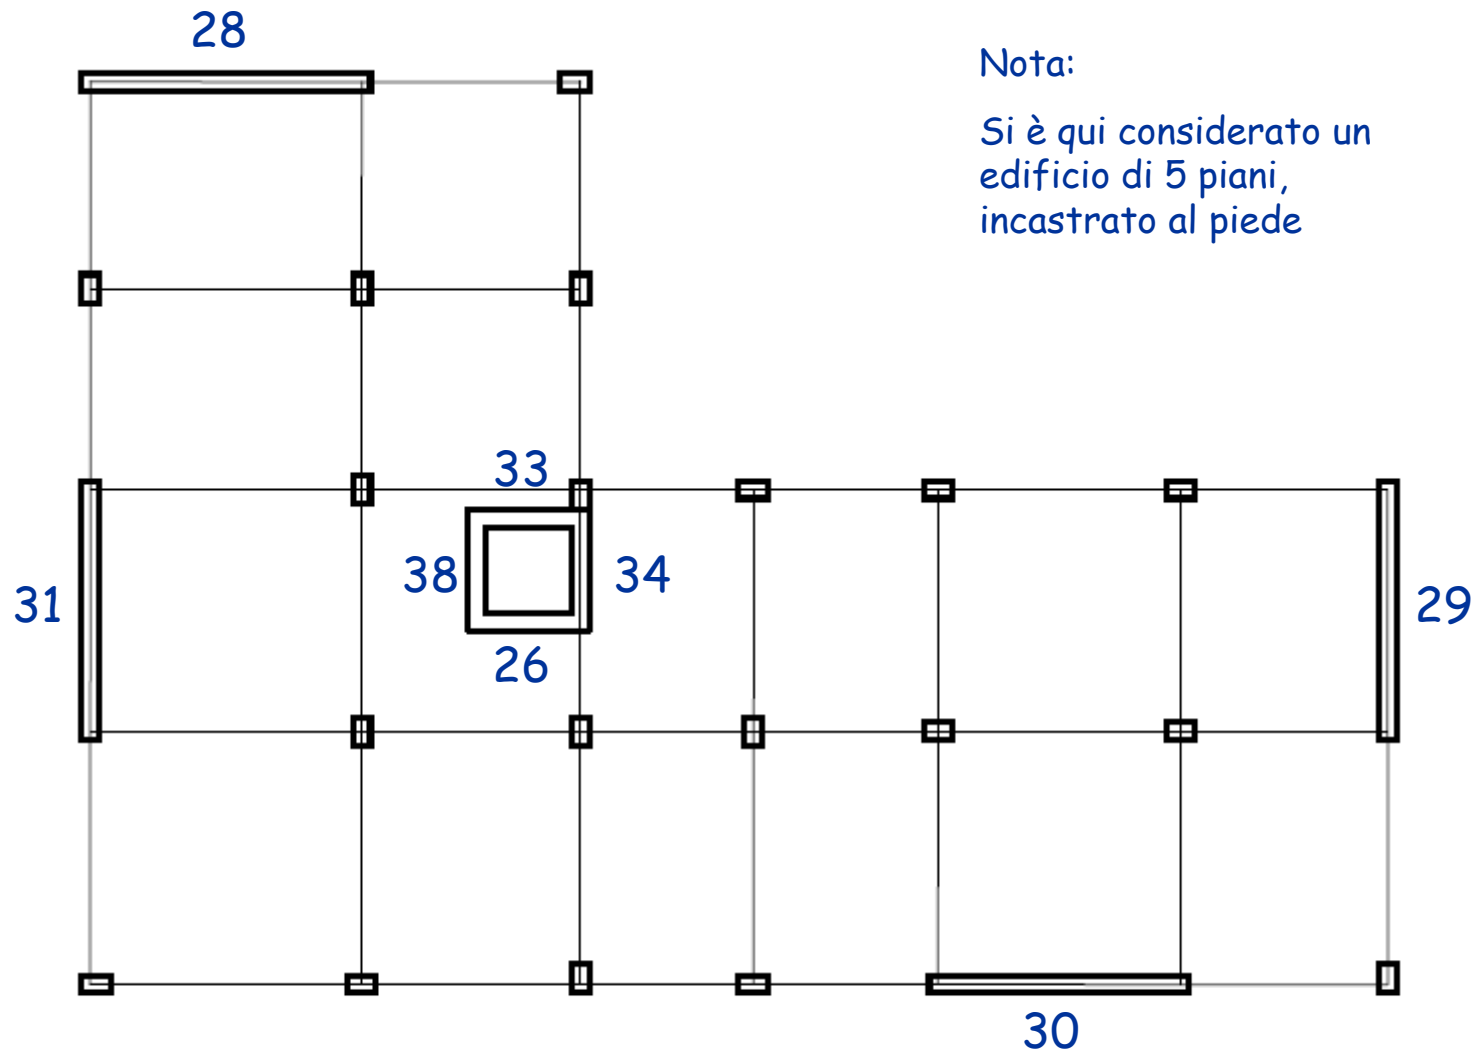 28
Nota:
Si è qui considerato un
edificio di 5 piani,
incastrato al piede
33
38
34
31
29
26
30